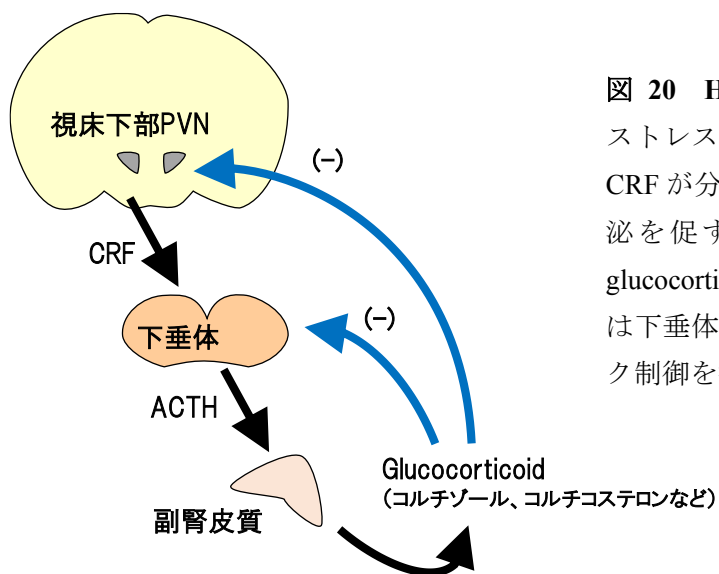 視床下部PVN
(-)
CRF
下垂体
(-)
ACTH
副腎皮質
Glucocorticoid
(コルチゾール、コルチコステロンなど)
図 20 H
ストレス
CRF が分
泌を促す
glucocorti
は下垂体
ク制御を